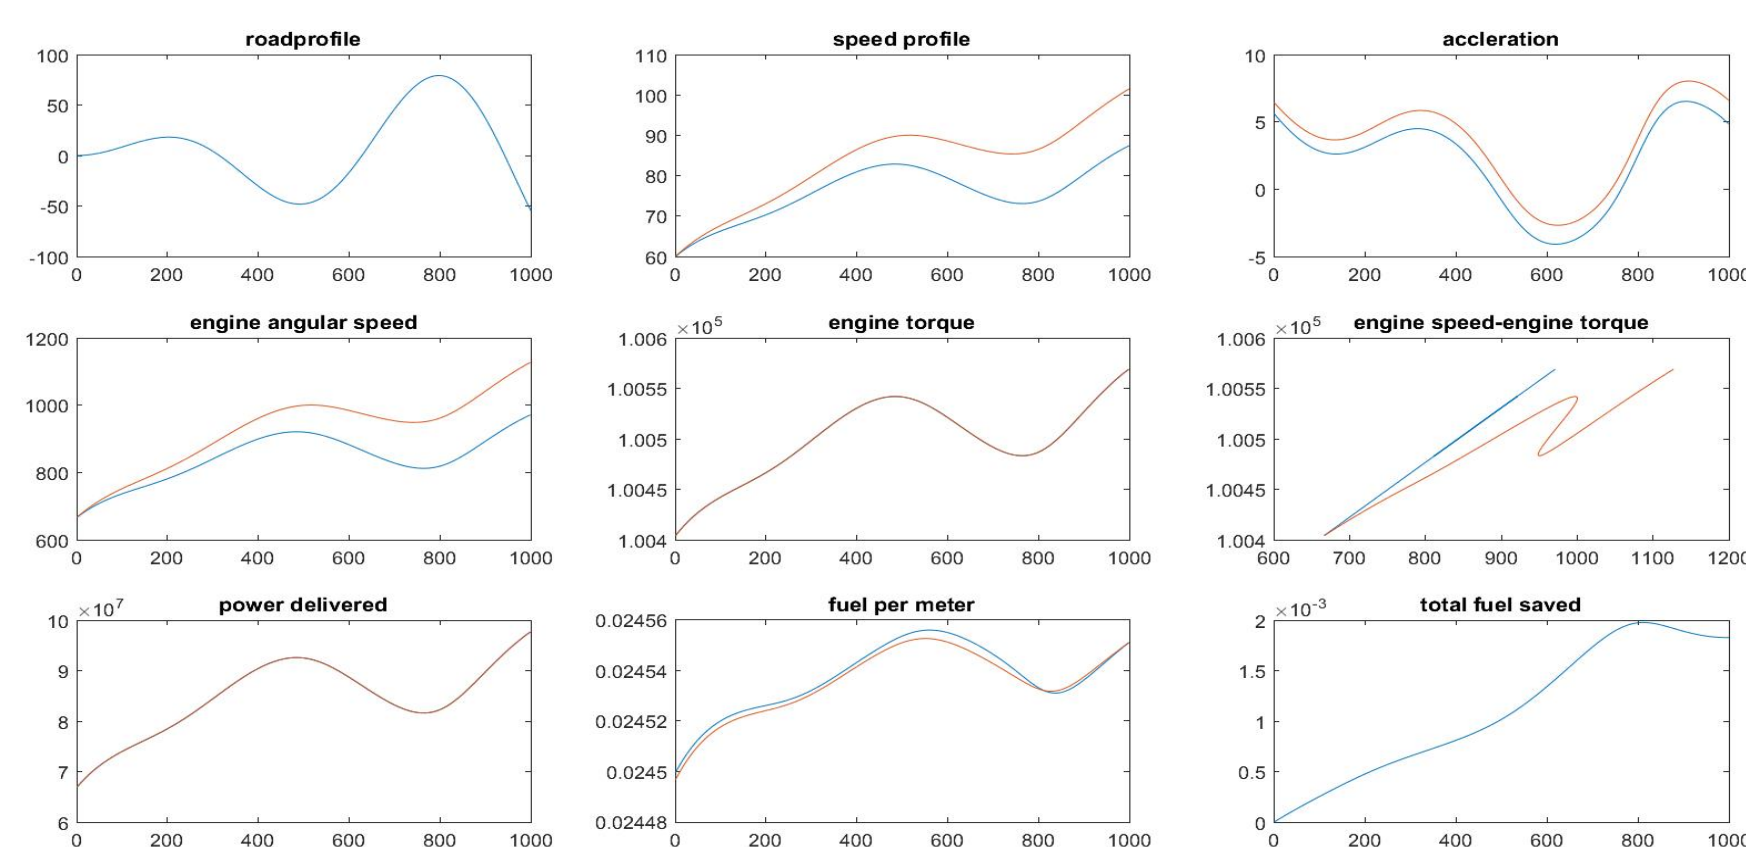 roadprofile
100
50
0
-50
-100
0 200 400 600 800 1000
speed profile
110
100
90
80
70
60
0 200 400 600 800 1000
accleration
10
5
0
-5
0 200 400 600 800 1000
engine angular speed
1200
1000
800
600
0 200 400 600 800 1000
engine torque
×10^5
1.006
1.0055
1.005
1.0045
1.004
0 200 400 600 800 1000
engine speed-engine torque
×10^5
1.006
1.0055
1.005
1.0045
1.004
600 700 800 900 1000 1100 1200
power delivered
×10^7
10
9
8
7
6
0 200 400 600 800 1000
fuel per meter
0.02456
0.02454
0.02452
0.0245
0.02448
0 200 400 600 800 1000
total fuel saved
×10^-3
2
1.5
1
0.5
0
0 200 400 600 800 1000